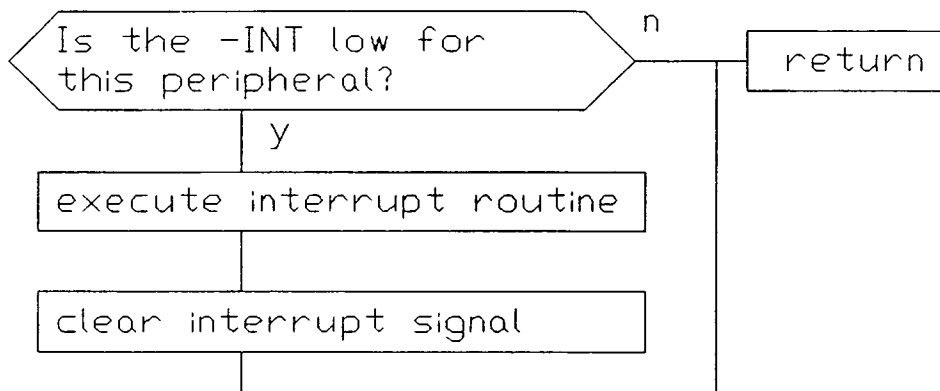 Is the -INT low for
this peripheral?
n
return
y
execute interrupt routine
clear interrupt signal